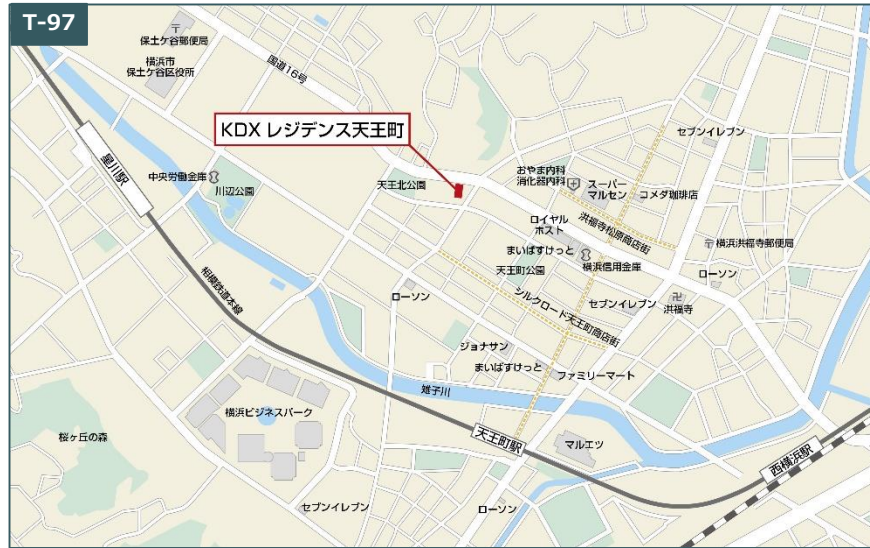 T-97
保土ケ谷郵便局
横浜市
保土ケ谷区役所
国道16号
KDX レジデンス天王町
セブンイレブン
星川駅
中央労働金庫
川辺公園
天王北公園
おやま内科
消化器内科
スーパー
マルセン
コメダ珈琲店
ロイヤル
ホスト
洪福寺松原商店街
横浜洪福寺郵便局
まいばすけっと
横浜信用金庫
天王町公園
ローソン
相模鉄道本線
ローソン
シルクロード天王町商店街
セブンイレブン
洪福寺
ジョナサン
まいばすけっと
ファミリーマート
帷子川
横浜ビジネスパーク
桜ヶ丘の森
天王町駅
マルエツ
西横浜駅
セブンイレブン
ローソン